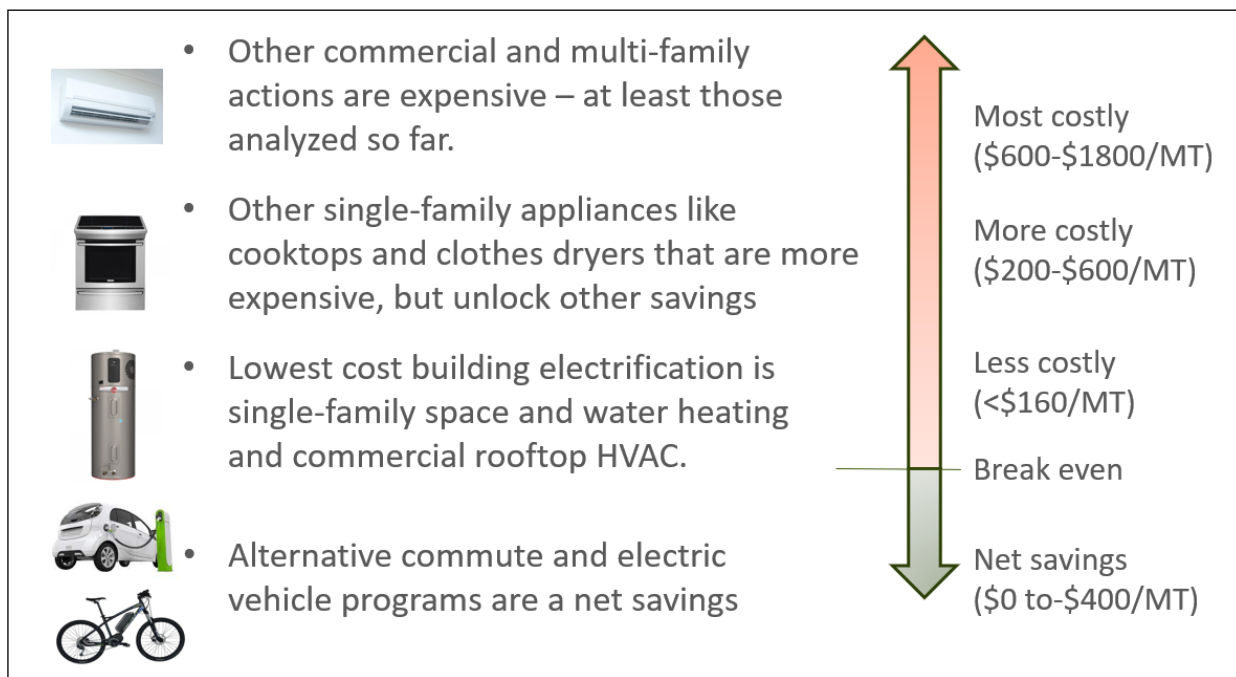 • Other commercial and multi-family
actions are expensive – at least those
analyzed so far.
• Other single-family appliances like
cooktops and clothes dryers that are more
expensive, but unlock other savings
• Lowest cost building electrification is
single-family space and water heating
and commercial rooftop HVAC.
• Alternative commute and electric
vehicle programs are a net savings
Most costly
($600-$1800/MT)
More costly
($200-$600/MT)
Less costly
(<$160/MT)
Break even
Net savings
($0 to-$400/MT)